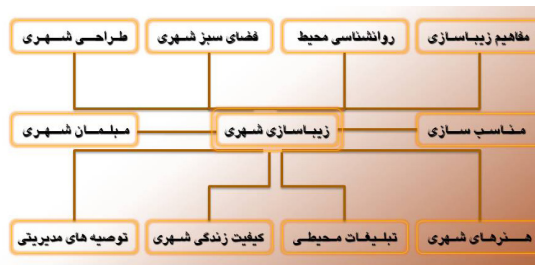 مفاهیم زیباسازی
روانشناسی محیط
فضای سبز شهری
طراحی شهری
مناسب سازی
زیباسازی شهری
مبلمان شهری
هنرهای شهری
تبلیغات محیطی
کیفیت زندگی شهری
توصیه های مدیریتی